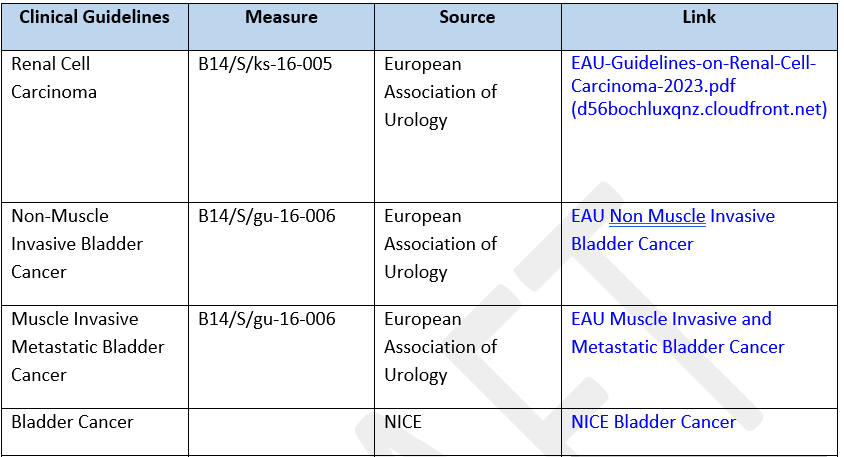 Clinical Guidelines Measure Source Link
Renal Cell B14/S/ks-16-005 European EAU-Guidelines-on-Renal-Cell-
Carcinoma Association of Carcinoma-2023.pdf
Urology (d56bochluxqnz.cloudfront.net)
Non-Muscle B14/S/gu-16-006 European EAU Non Muscle Invasive
Invasive Bladder Association of Bladder Cancer
Cancer Urology
Muscle Invasive B14/S/gu-16-006 European EAU Muscle Invasive and
Metastatic Bladder Association of Metastatic Bladder Cancer
Cancer Urology
Bladder Cancer NICE NICE Bladder Cancer